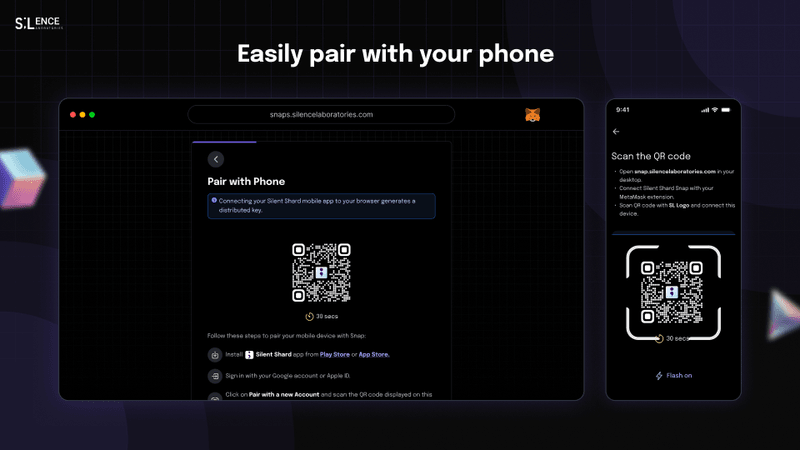 SiLENCE
LABORATORIES
Easily pair with your phone
snaps.silencelaboratories.com
Pair with Phone
Connecting your Silent Shard mobile app to your browser generates a
distributed key.
30 secs
Follow these steps to pair your mobile device with Snap:
Install Silent Shard app from Play Store or App Store.
Sign in with your Google account or Apple ID.
Click on Pair with a new Account and scan the QR code displayed on this
9:41
Scan the QR code
• Open snap.silencelaboratories.com in your
desktop.
• Connect Silent Shard Snap with your
MetaMask extension.
• Scan QR code with SL Logo and connect this
device.
30 secs
Flash on